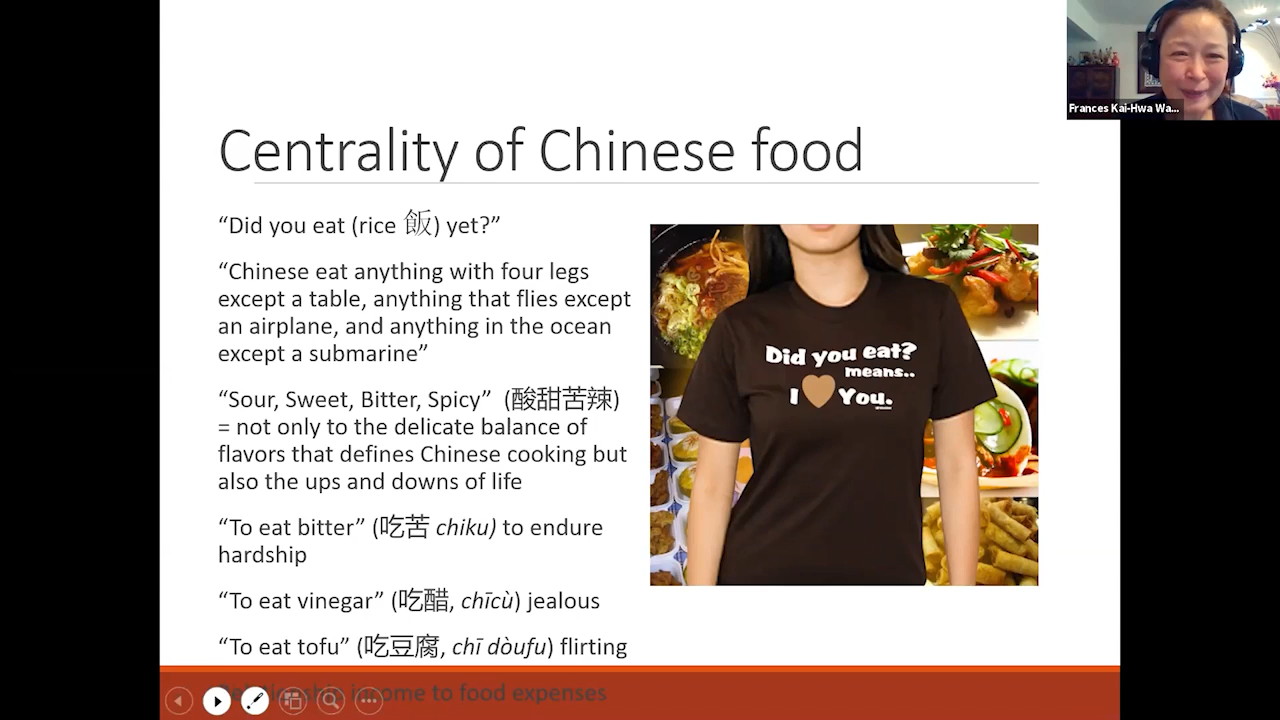 Frances Kai-Hwa Wa...
Centrality of Chinese food
“Did you eat (rice 飯) yet?”
“Chinese eat anything with four legs
except a table, anything that flies except
an airplane, and anything in the ocean
except a submarine”
“Sour, Sweet, Bitter, Spicy” (酸甜苦辣)
= not only to the delicate balance of
flavors that defines Chinese cooking but
also the ups and downs of life
“To eat bitter” (吃苦 chiku) to endure
hardship
“To eat vinegar” (吃醋, chīcù) jealous
“To eat tofu” (吃豆腐, chī dòufu) flirting
Relationship income to food expenses
Did you eat?
means..
I You.